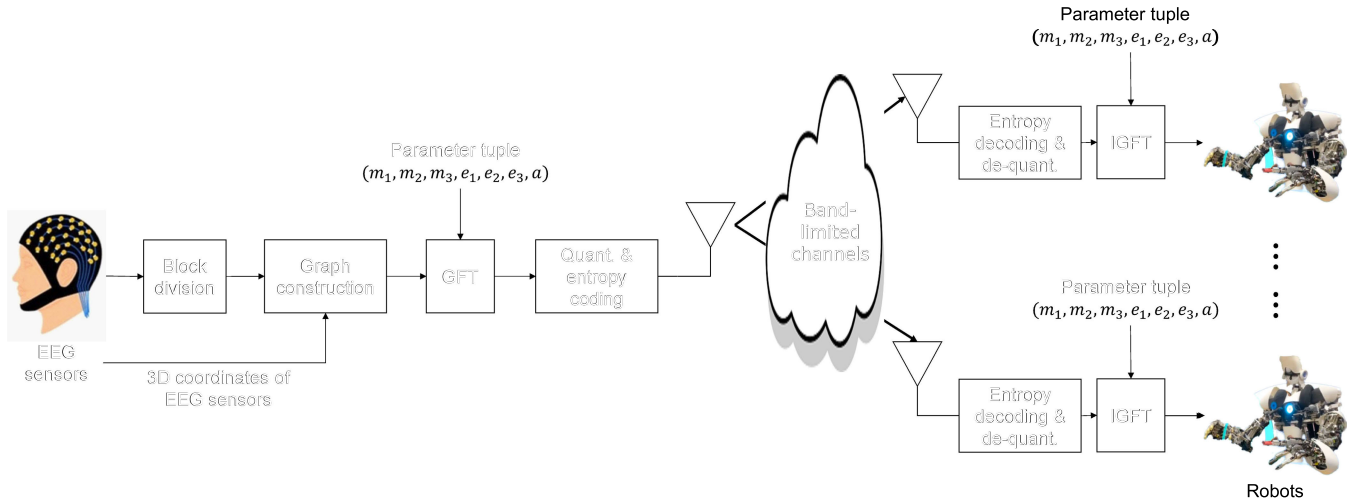 Parameter tuple
(m₁, m₂, m₃, e₁, e₂, e₃, a)
Entropy
decoding &
de-quant.
IGFT
Parameter tuple
(m₁, m₂, m₃, e₁, e₂, e₃, a)
Band-
limited
channels
Block
division
Graph
construction
GFT
Quant. &
entropy
coding
EEG
sensors
3D coordinates of
EEG sensors
Parameter tuple
(m₁, m₂, m₃, e₁, e₂, e₃, a)
Entropy
decoding &
de-quant.
IGFT
Robots